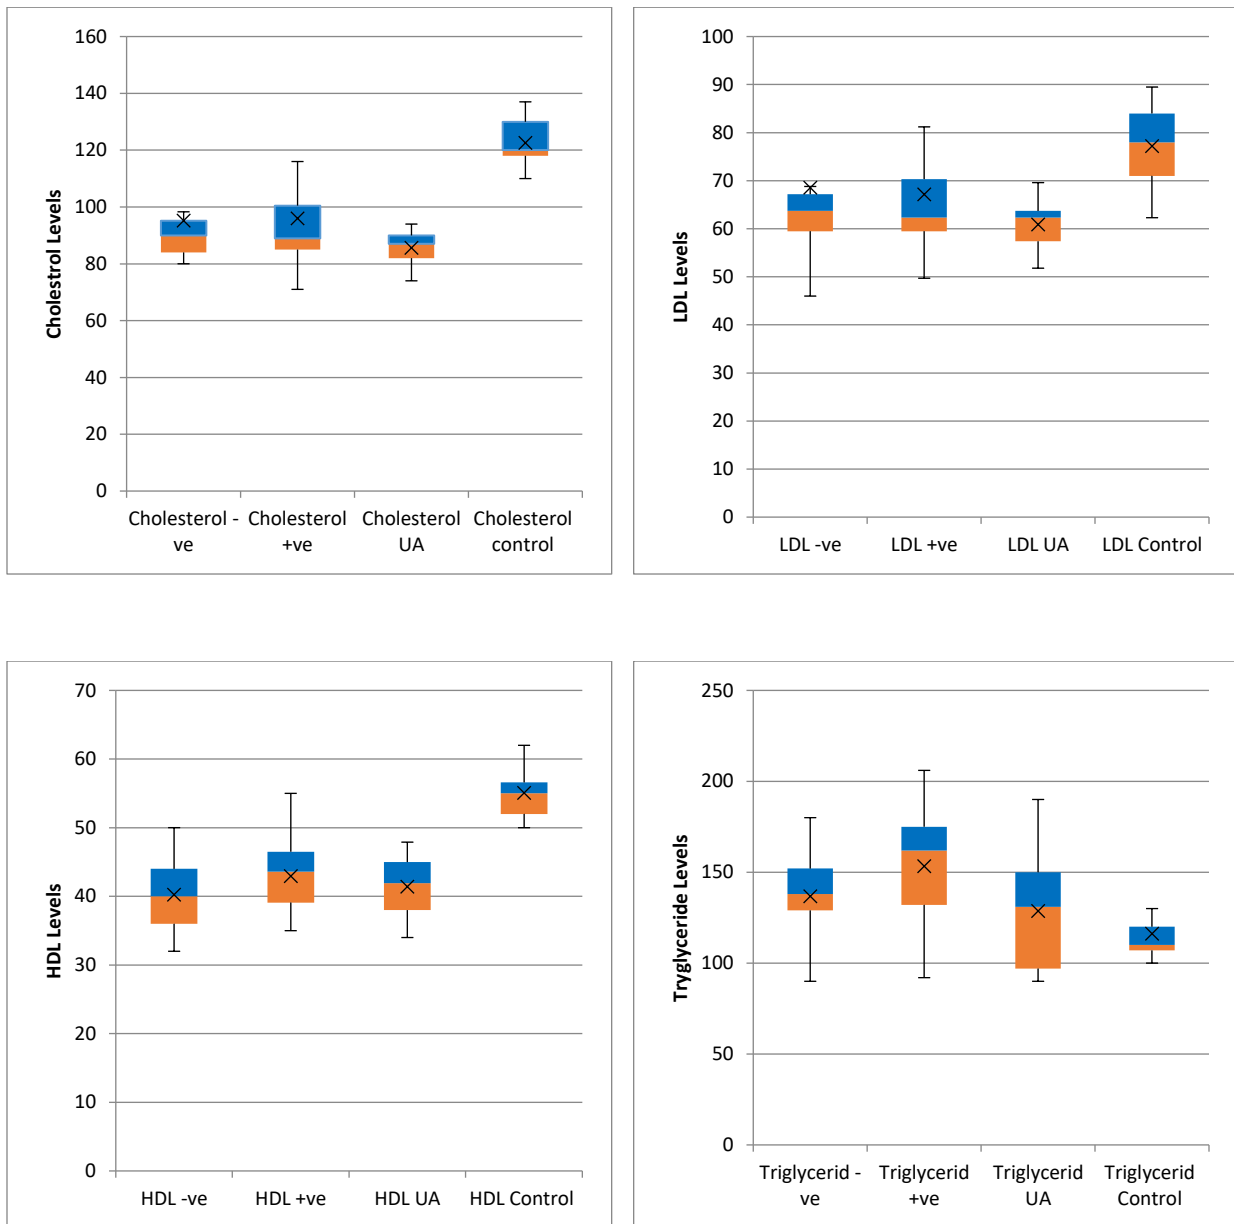 160
140
120
100
80
60
40
20
0
Cholestrol Levels
Cholesterol -
ve
Cholesterol
+ve
Cholesterol
UA
Cholesterol
control
100
90
80
70
60
50
40
30
20
10
0
LDL Levels
LDL -ve
LDL +ve
LDL UA
LDL Control
70
60
50
40
30
20
10
0
HDL Levels
HDL -ve
HDL +ve
HDL UA
HDL Control
250
200
150
100
50
0
Tryglyceride Levels
Triglycerid -
ve
Triglycerid
+ve
Triglycerid
UA
Triglycerid
Control